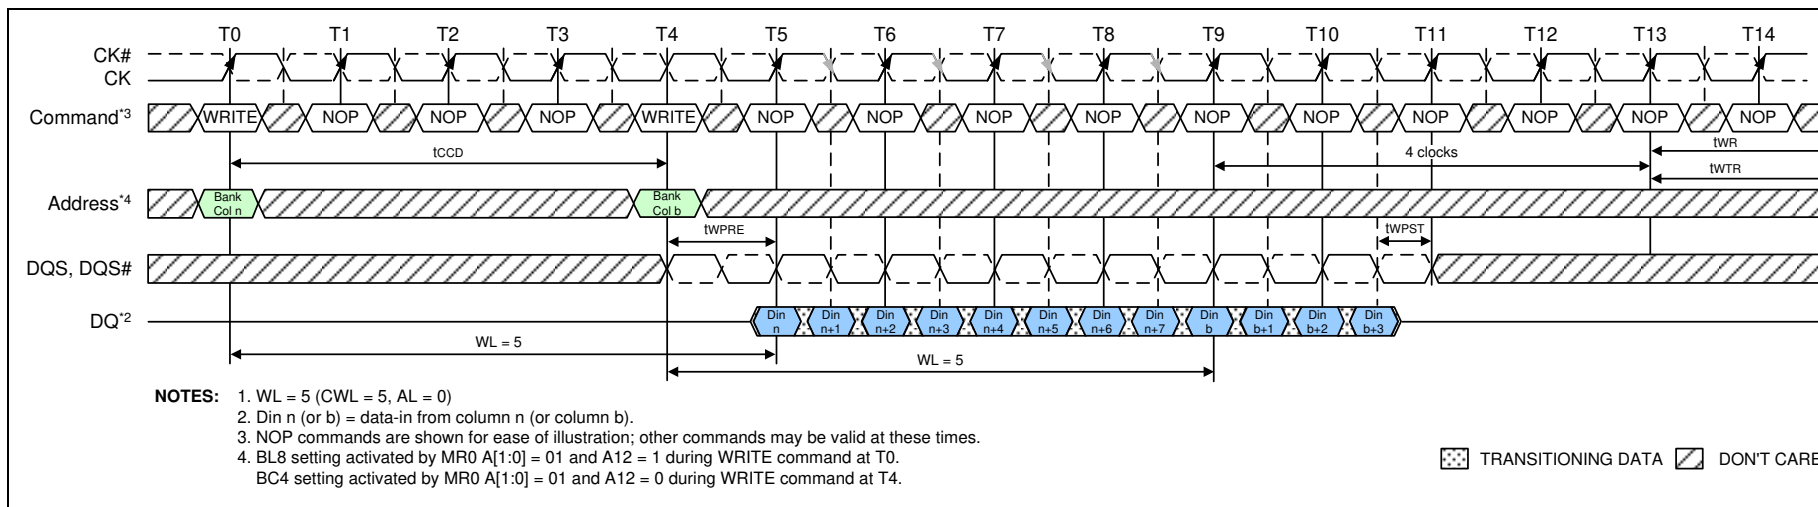 T0 T1 T2 T3 T4 T5 T6 T7 T8 T9 T10 T11 T12 T13 T14
CK#
CK
Command*3 WRITE NOP NOP NOP WRITE NOP NOP NOP NOP NOP NOP NOP NOP NOP NOP
tCCD 4 clocks tWR
tWTR
Address*4 Bank Col n Bank Col b
tWPRE tWPST
DQS, DQS#
DQ*2 Din n Din n+1 Din n+2 Din n+3 Din n+4 Din n+5 Din n+6 Din n+7 Din b Din b+1 Din b+2 Din b+3
WL = 5 WL = 5
NOTES: 1. WL = 5 (CWL = 5, AL = 0)
2. Din n (or b) = data-in from column n (or column b).
3. NOP commands are shown for ease of illustration; other commands may be valid at these times.
4. BL8 setting activated by MR0 A[1:0] = 01 and A12 = 1 during WRITE command at T0.
BC4 setting activated by MR0 A[1:0] = 01 and A12 = 0 during WRITE command at T4.
TRANSITIONING DATA DON'T CARE